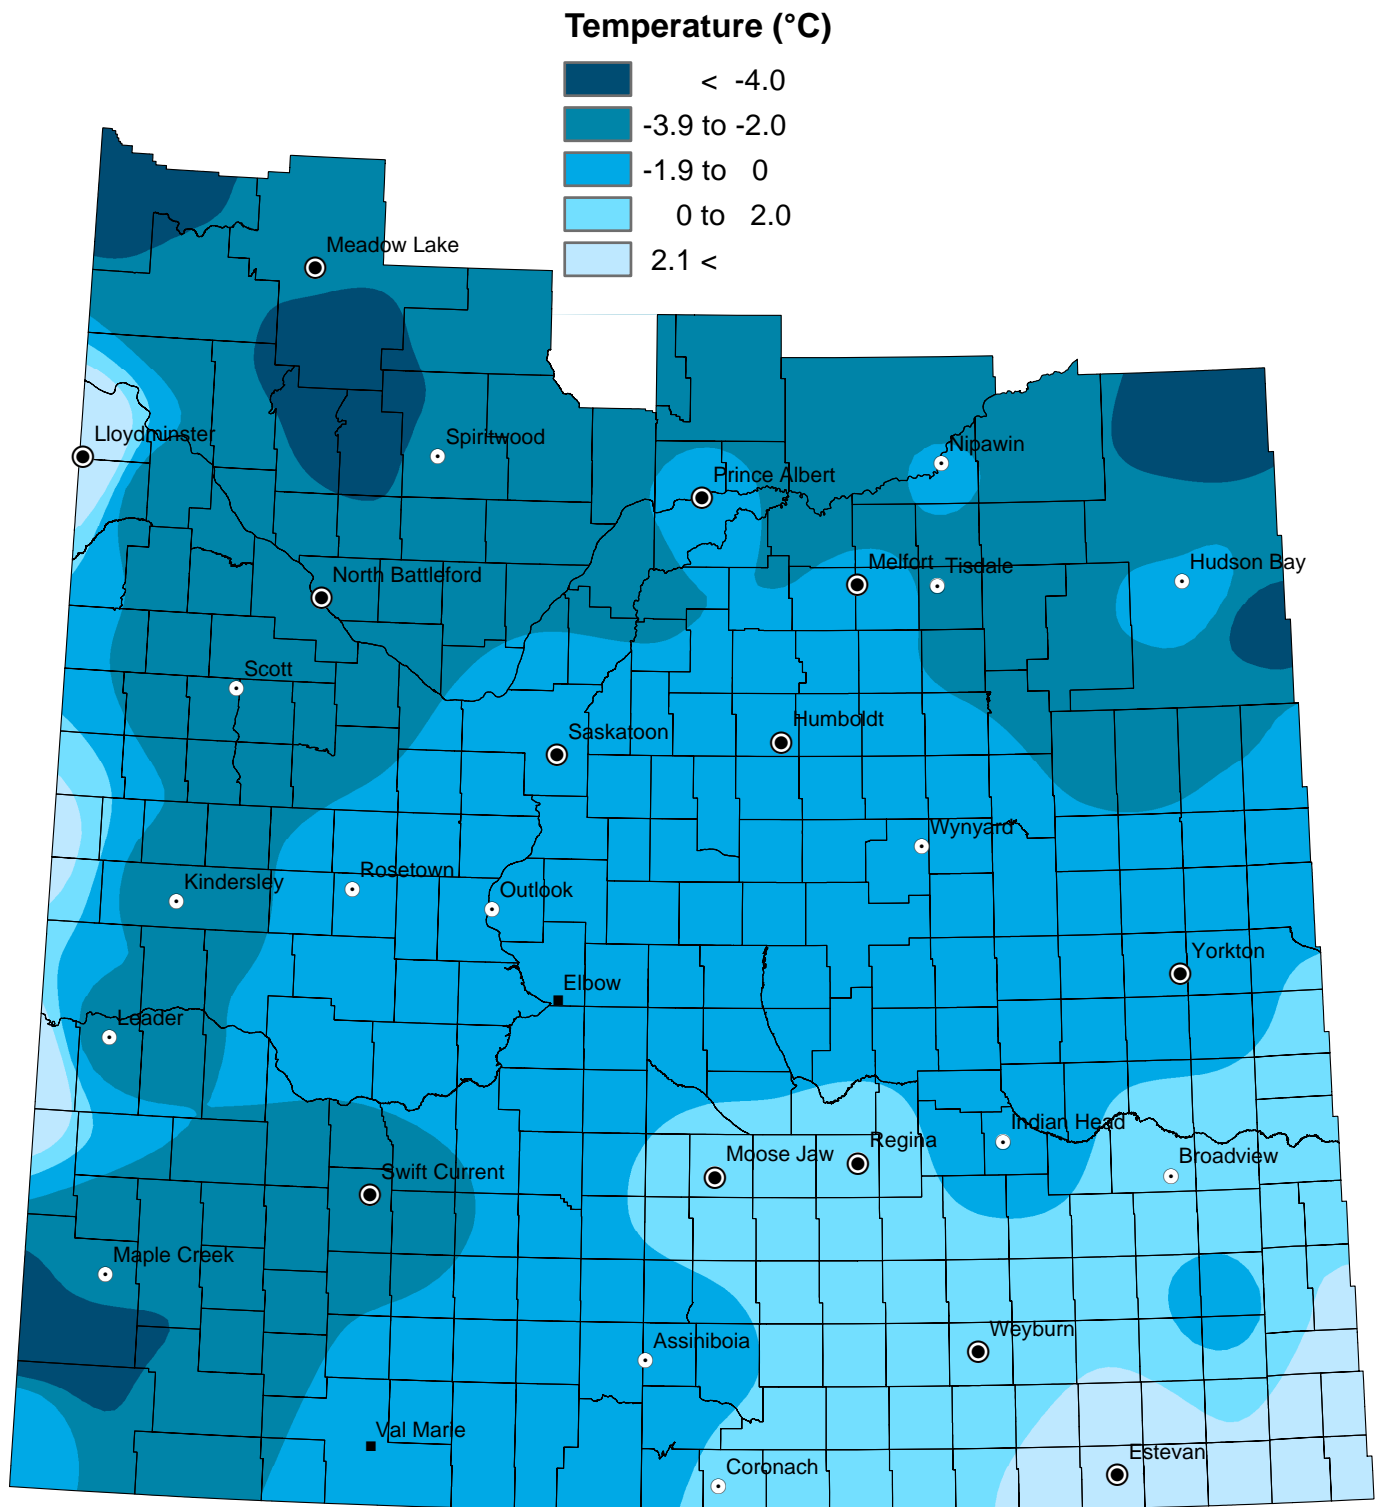 Temperature (°C)
< -4.0
-3.9 to -2.0
-1.9 to 0
0 to 2.0
2.1 <
Meadow Lake
Lloydminster
Spiritwood
Nipawin
Prince Albert
Melfort
Tisdale
Hudson Bay
North Battleford
Scott
Saskatoon
Humboldt
Wynyard
Rosetown
Kindersley
Outlook
Yorkton
Elbow
Leader
Indian Head
Regina
Moose Jaw
Broadview
Swift Current
Maple Creek
Weyburn
Assiniboia
Val Marie
Estevan
Coronach